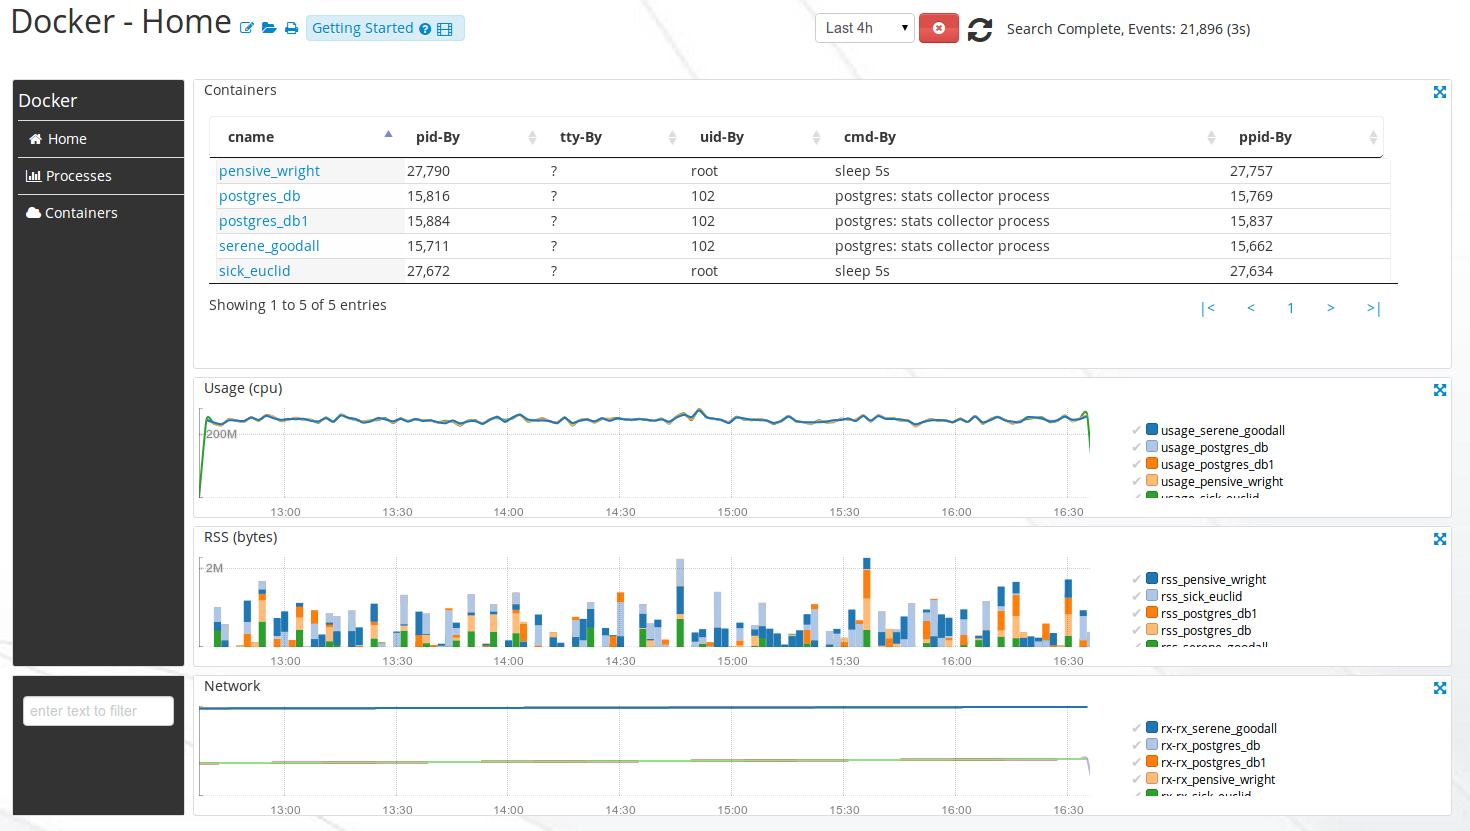 Docker - Home Getting Started Last 4h Search Complete, Events: 21,896 (3s)
Docker
Home
Processes
Containers
enter text to filter
Containers
cname pid-By tty-By uid-By cmd-By ppid-By
pensive_wright 27,790 ? root sleep 5s 27,757
postgres_db 15,816 ? 102 postgres: stats collector process 15,769
postgres_db1 15,884 ? 102 postgres: stats collector process 15,837
serene_goodall 15,711 ? 102 postgres: stats collector process 15,662
sick_euclid 27,672 ? root sleep 5s 27,634
Showing 1 to 5 of 5 entries |< < 1 > >|
Usage (cpu)
200M
13:00 13:30 14:00 14:30 15:00 15:30 16:00 16:30
usage_serene_goodall
usage_postgres_db
usage_postgres_db1
usage_pensive_wright
usage_sick_euclid
RSS (bytes)
2M
13:00 13:30 14:00 14:30 15:00 15:30 16:00 16:30
rss_pensive_wright
rss_sick_euclid
rss_postgres_db1
rss_postgres_db
rss_serene_goodall
Network
13:00 13:30 14:00 14:30 15:00 15:30 16:00 16:30
rx-rx_serene_goodall
rx-rx_postgres_db
rx-rx_postgres_db1
rx-rx_pensive_wright
rx-rx_sick_euclid